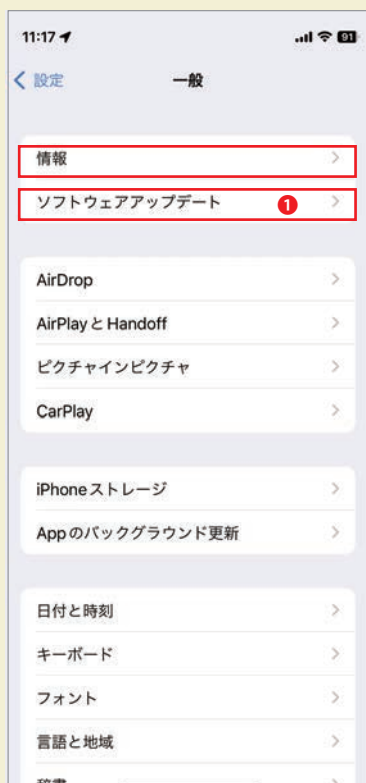 11:17
91
設定
一般
情報
ソフトウェアアップデート
1
AirDrop
AirPlayとHandoff
ピクチャインピクチャ
CarPlay
iPhoneストレージ
Appのバックグラウンド更新
日付と時刻
キーボード
フォント
言語と地域
辞書